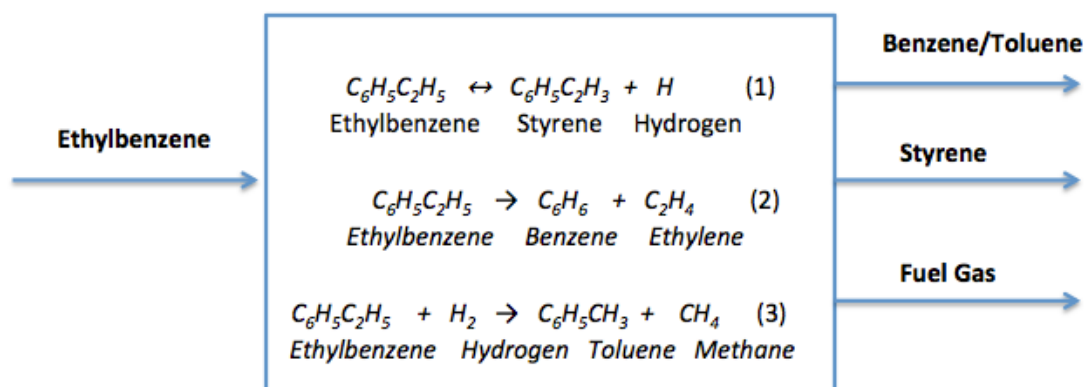 Ethylbenzene
C₆H₅C₂H₅ ↔ C₆H₅C₂H₃ + H (1)
Ethylbenzene Styrene Hydrogen
C₆H₅C₂H₅ → C₆H₆ + C₂H₄ (2)
Ethylbenzene Benzene Ethylene
C₆H₅C₂H₅ + H₂ → C₆H₅CH₃ + CH₄ (3)
Ethylbenzene Hydrogen Toluene Methane
Benzene/Toluene
Styrene
Fuel Gas